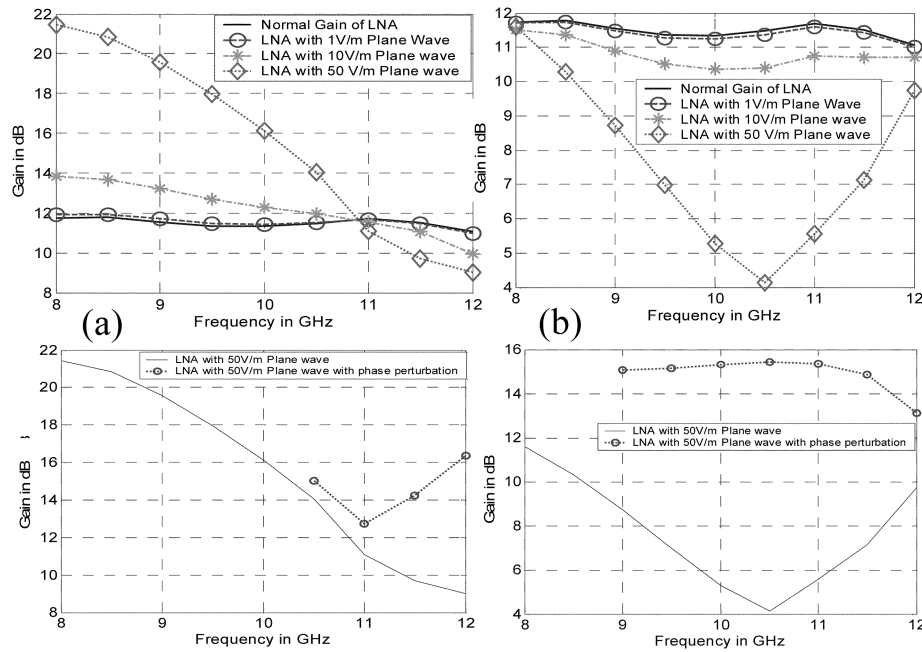 22
20
18
16
14
12
10
8
Gain in dB
Normal Gain of LNA
LNA with 1V/m Plane Wave
LNA with 10V/m Plane wave
LNA with 50 V/m Plane wave
8
9
10
11
12
Frequency in GHz
(a)
12
11
10
9
8
7
6
5
4
Gain in dB
Normal Gain of LNA
LNA with 1V/m Plane Wave
LNA with 10V/m Plane wave
LNA with 50 V/m Plane wave
8
9
10
11
12
Frequency in GHz
(b)
22
20
18
16
14
12
10
8
Gain in dB
LNA with 50V/m Plane wave
LNA with 50V/m Plane wave with phase perturbation
8
9
10
11
12
Frequency in GHz
16
14
12
10
8
6
4
Gain in dB
LNA with 50V/m Plane wave
LNA with 50V/m Plane wave with phase perturbation
8
9
10
11
12
Frequency in GHz